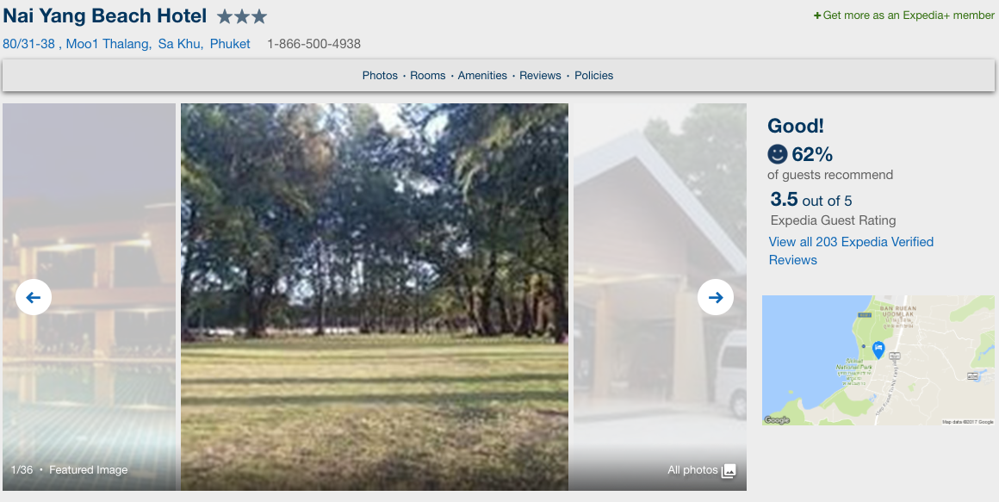 Nai Yang Beach Hotel
+Get more as an Expedia+ member
80/31-38 , Moo1 Thalang, Sa Khu, Phuket 1-866-500-4938
Photos · Rooms · Amenities · Reviews · Policies
Good!
62%
of guests recommend
3.5 out of 5
Expedia Guest Rating
View all 203 Expedia Verified
Reviews
BAN RUEAN
UDOMLAK
Sirinat
National Park
Google
Map data ©2017 Google
1/36 • Featured Image
All photos